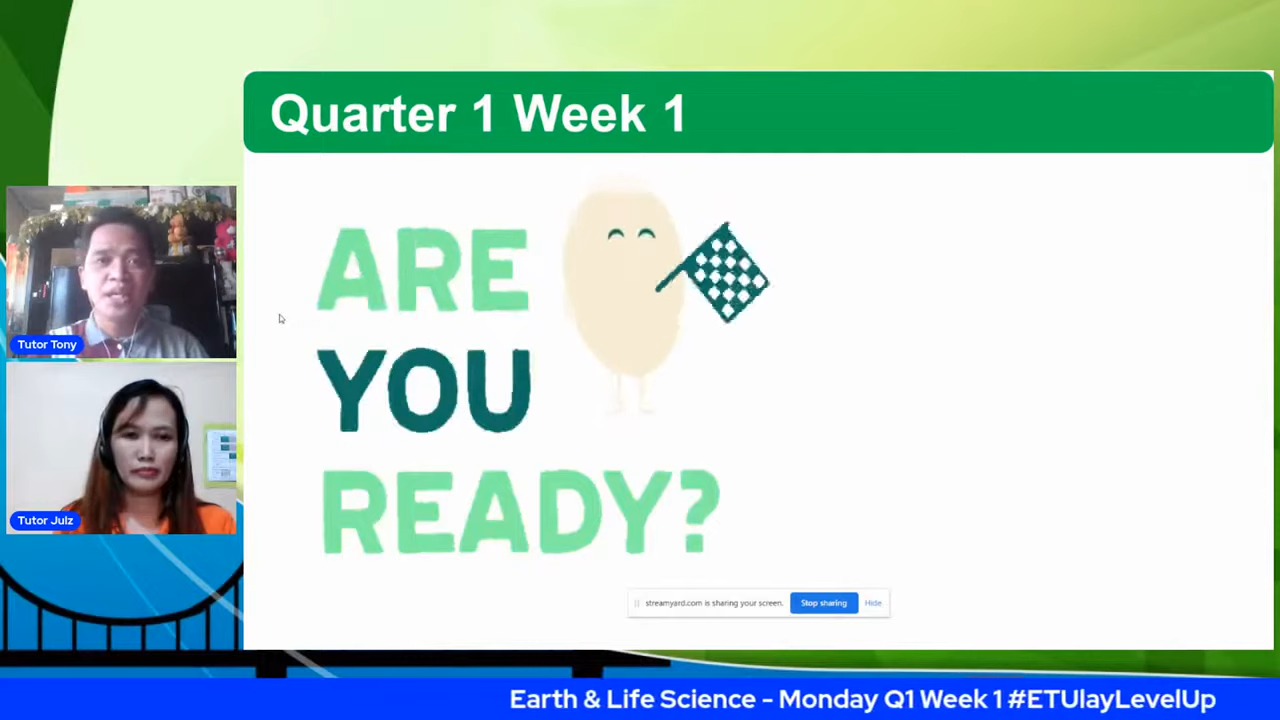 Quarter 1 Week 1
ARE
YOU
READY?
Tutor Tony
Tutor Julz
streamyard.com is sharing your screen.
Stop sharing
Hide
Earth & Life Science - Monday Q1 Week 1 #ETUlayLevelUp